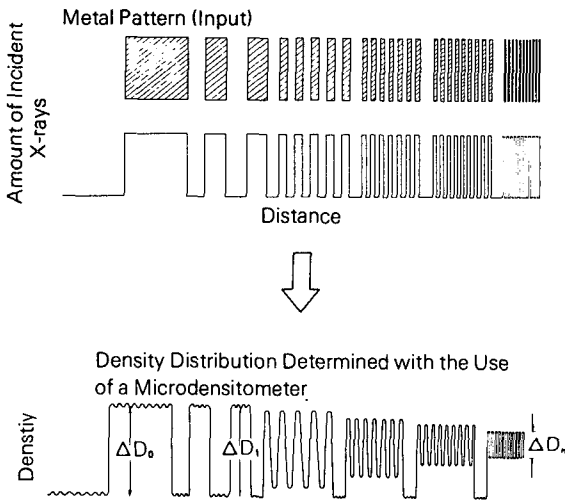 Metal Pattern (Input)
Amount of Incident
X-rays
Distance
Density Distribution Determined with the Use
of a Microdensitometer
Denstiy
ΔD₀
ΔD₁
ΔDₙ